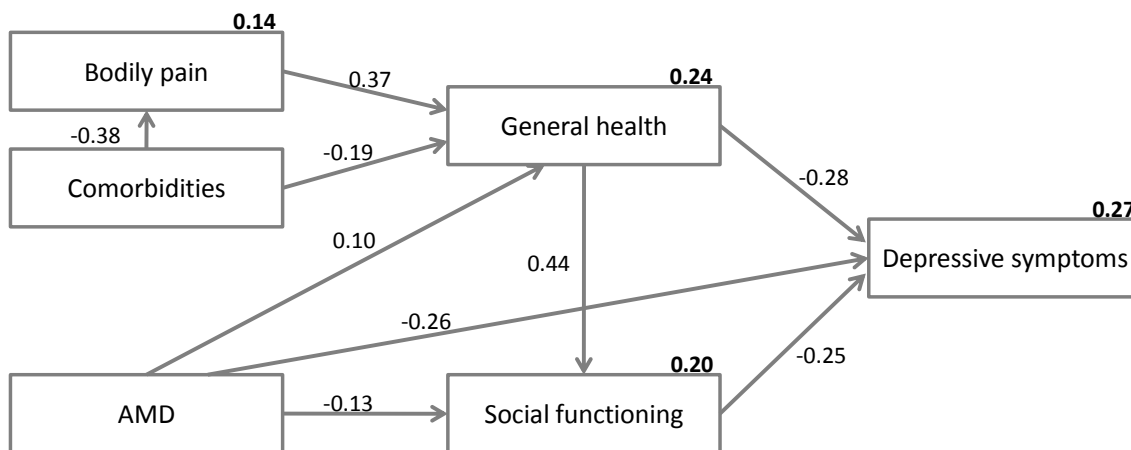 0.14
Bodily pain
0.37
0.24
General health
-0.38
-0.19
Comorbidities
-0.28
0.27
0.10
0.44
Depressive symptoms
-0.26
-0.25
0.20
AMD
-0.13
Social functioning